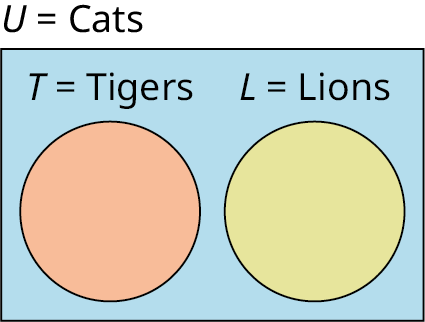 U = Cats
T = Tigers L = Lions